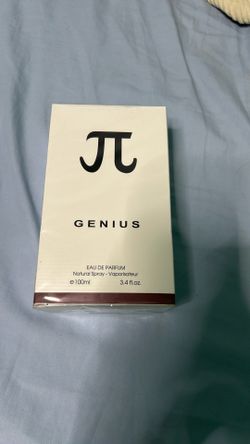 π
GENIUS
EAU DE PARFUM
Natural Spray - Vaporisateur
e100ml 3.4 fl.oz.